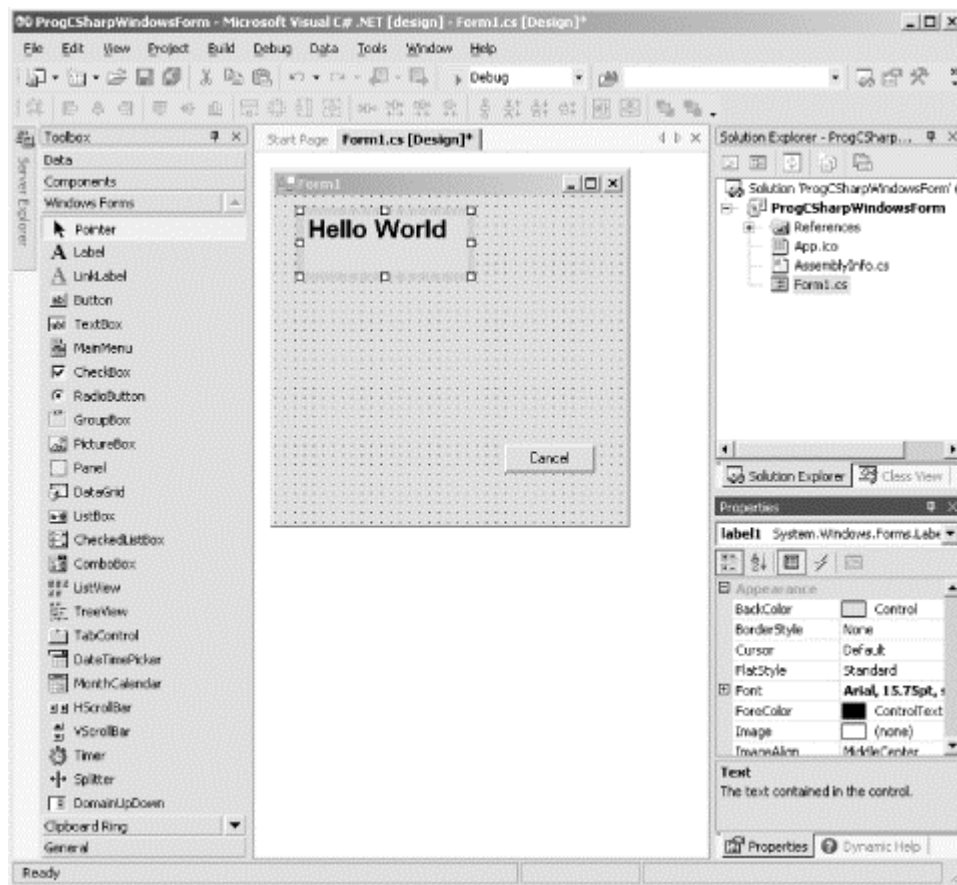 ProgCSharpWindowsForm - Microsoft Visual C# .NET [design] - Form1.cs [Design]*
File Edit View Project Build Debug Data Tools Window Help
Debug
Server Explorer
Toolbox
Data
Components
Windows Forms
Pointer
Label
LinkLabel
Button
TextBox
MainMenu
CheckBox
RadioButton
GroupBox
PictureBox
Panel
DataGrid
ListBox
CheckedListBox
ComboBox
ListView
TreeView
TabControl
DateTimePicker
MonthCalendar
HScrollBar
VScrollBar
Timer
Splitter
DomainUpDown
Clipboard Ring
General
Start Page Form1.cs [Design]*
Form1
Hello World
Cancel
Solution Explorer - ProgCSharp...
Solution 'ProgCSharpWindowsForm' (
ProgCSharpWindowsForm
References
App.ico
AssemblyInfo.cs
Form1.cs
Solution Explorer Class View
Properties
label1 System.Windows.Forms.Labe
Appearance
BackColor Control
BorderStyle None
Cursor Default
FlatStyle Standard
Font Arial, 15.75pt, s
ForeColor ControlText
Image (none)
ImageAlign MiddleCenter
Text
The text contained in the control.
Properties Dynamic Help
Ready